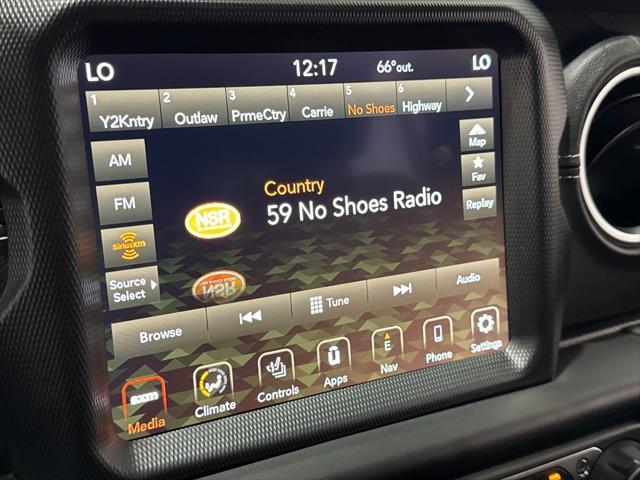 LO 12:17 66°out. LO
1 Y2Kntry 2 Outlaw 3 PrmeCtry 4 Carrie 5 No Shoes 6 Highway
AM
Map
FM
Fav
Country
NSR
59 No Shoes Radio
Replay
SiriusXM
Source
Select
Browse
Tune
Audio
sxm
Media
Climate
Controls
Apps
E
Nav
Phone
Settings